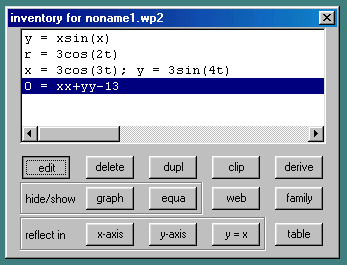 inventory for noname1.wp2
y = xsin(x)
r = 3cos(2t)
x = 3cos(3t); y = 3sin(4t)
0 = xx+yy-13
edit delete dupl clip derive
hide/show graph equa web family
reflect in x-axis y-axis y = x table